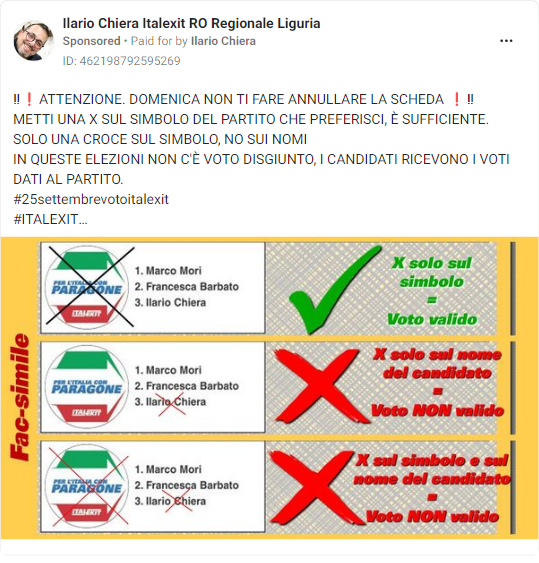 Ilario Chiera Italexit RO Regionale Liguria
Sponsored • Paid for by Ilario Chiera
ID: 462198792595269
‼️❗ATTENZIONE. DOMENICA NON TI FARE ANNULLARE LA SCHEDA ❗‼️
METTI UNA X SUL SIMBOLO DEL PARTITO CHE PREFERISCI, È SUFFICIENTE.
SOLO UNA CROCE SUL SIMBOLO, NO SUI NOMI
IN QUESTE ELEZIONI NON C'È VOTO DISGIUNTO, I CANDIDATI RICEVONO I VOTI
DATI AL PARTITO.
#25settembrevotoitalexit
#ITALEXIT...
Fac-simile
PER L'ITALIA CON
PARAGONE
ITALEXIT
1. Marco Mori
2. Francesca Barbato
3. Ilario Chiera
X solo sul
simbolo
=
Voto valido
PER L'ITALIA CON
PARAGONE
ITALEXIT
1. Marco Mori
2. Francesca Barbato
3. Ilario Chiera
X solo sul nome
del candidato
=
Voto NON valido
PER L'ITALIA CON
PARAGONE
ITALEXIT
1. Marco Mori
2. Francesca Barbato
3. Ilario Chiera
X sul simbolo e sul
nome del candidato
=
Voto NON valido